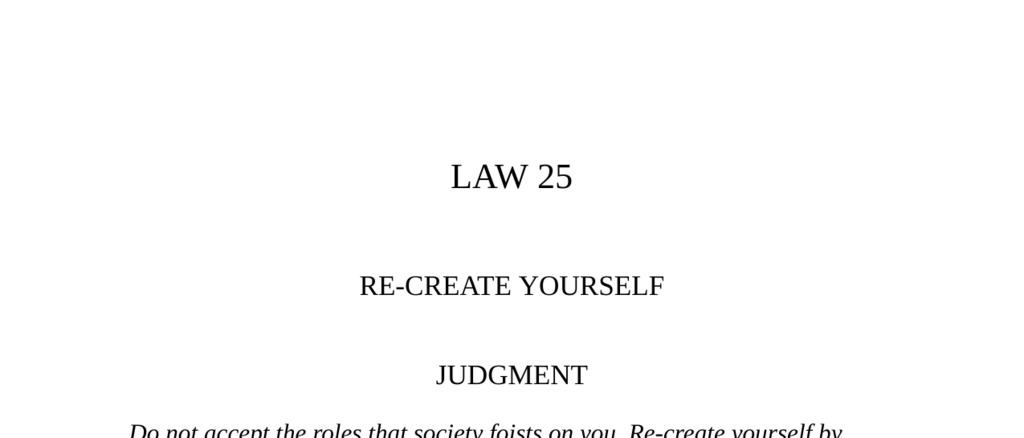 LAW 25
RE-CREATE YOURSELF
JUDGMENT
Do not accept the roles that society foists on you. Re-create yourself by